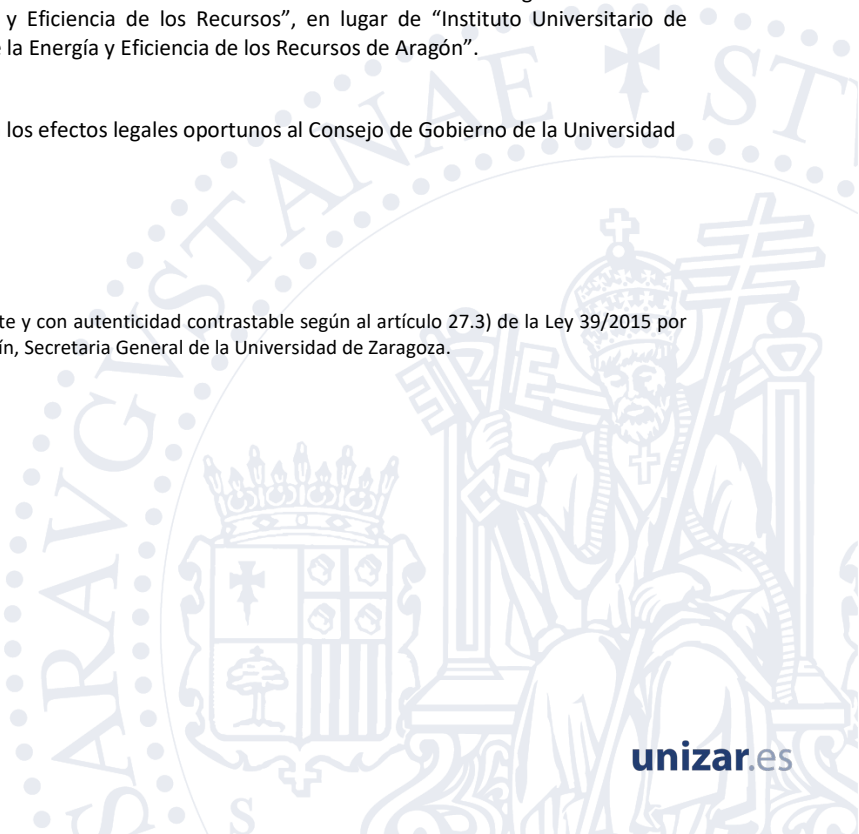 y Eficiencia de los Recursos”, en lugar de “Instituto Universitario de
la Energía y Eficiencia de los Recursos de Aragón”.
los efectos legales oportunos al Consejo de Gobierno de la Universidad
te y con autenticidad contrastable según al artículo 27.3) de la Ley 39/2015 por
ín, Secretaria General de la Universidad de Zaragoza.
SARAVGVSTANAE ST
S
unizar.es